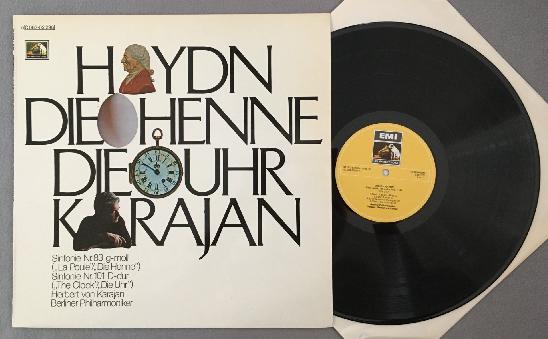 HAYDN
DIE HENNE
DIE UHR
KARAJAN
Sinfonie Nr.83 g-moll
(„La Poule“/„Die Henne“)
Sinfonie Nr.101 D-dur
(„The Clock“/„Die Uhr“)
Herbert von Karajan
Berliner Philharmoniker
EMI